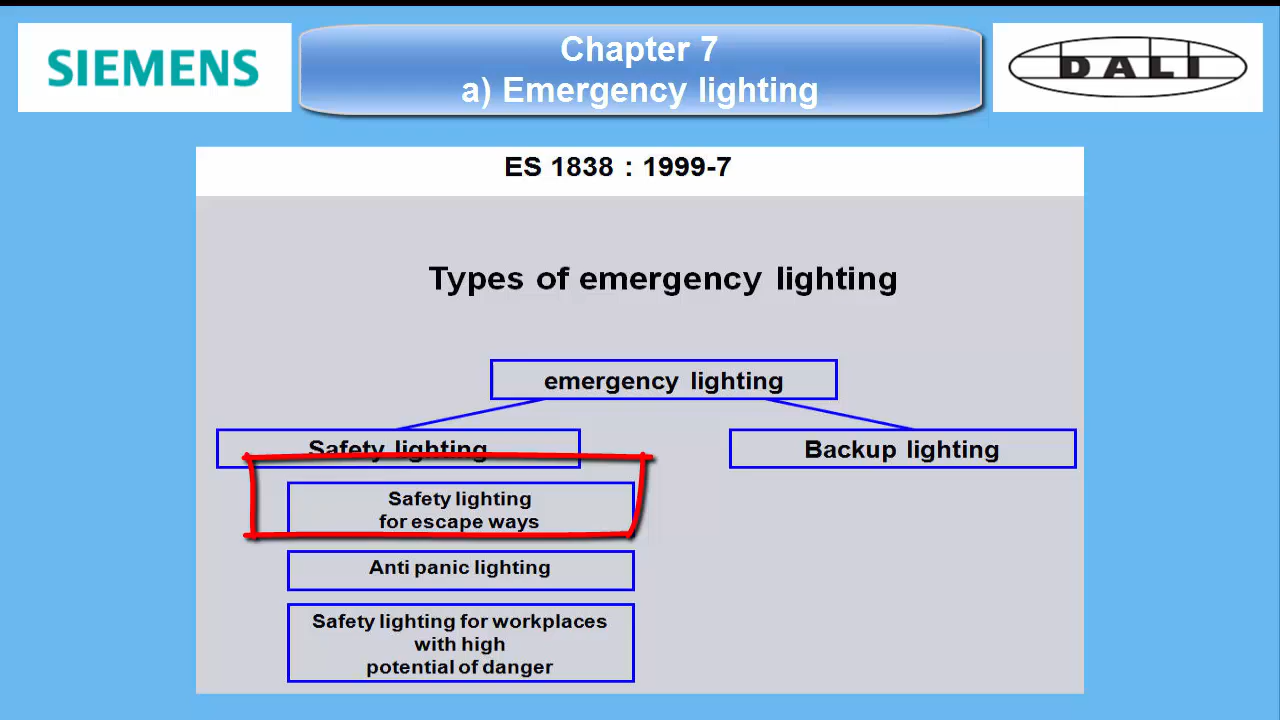 SIEMENS
Chapter 7
a) Emergency lighting
DALI
ES 1838 : 1999-7
Types of emergency lighting
emergency lighting
Safety lighting
Backup lighting
Safety lighting
for escape ways
Anti panic lighting
Safety lighting for workplaces
with high
potential of danger